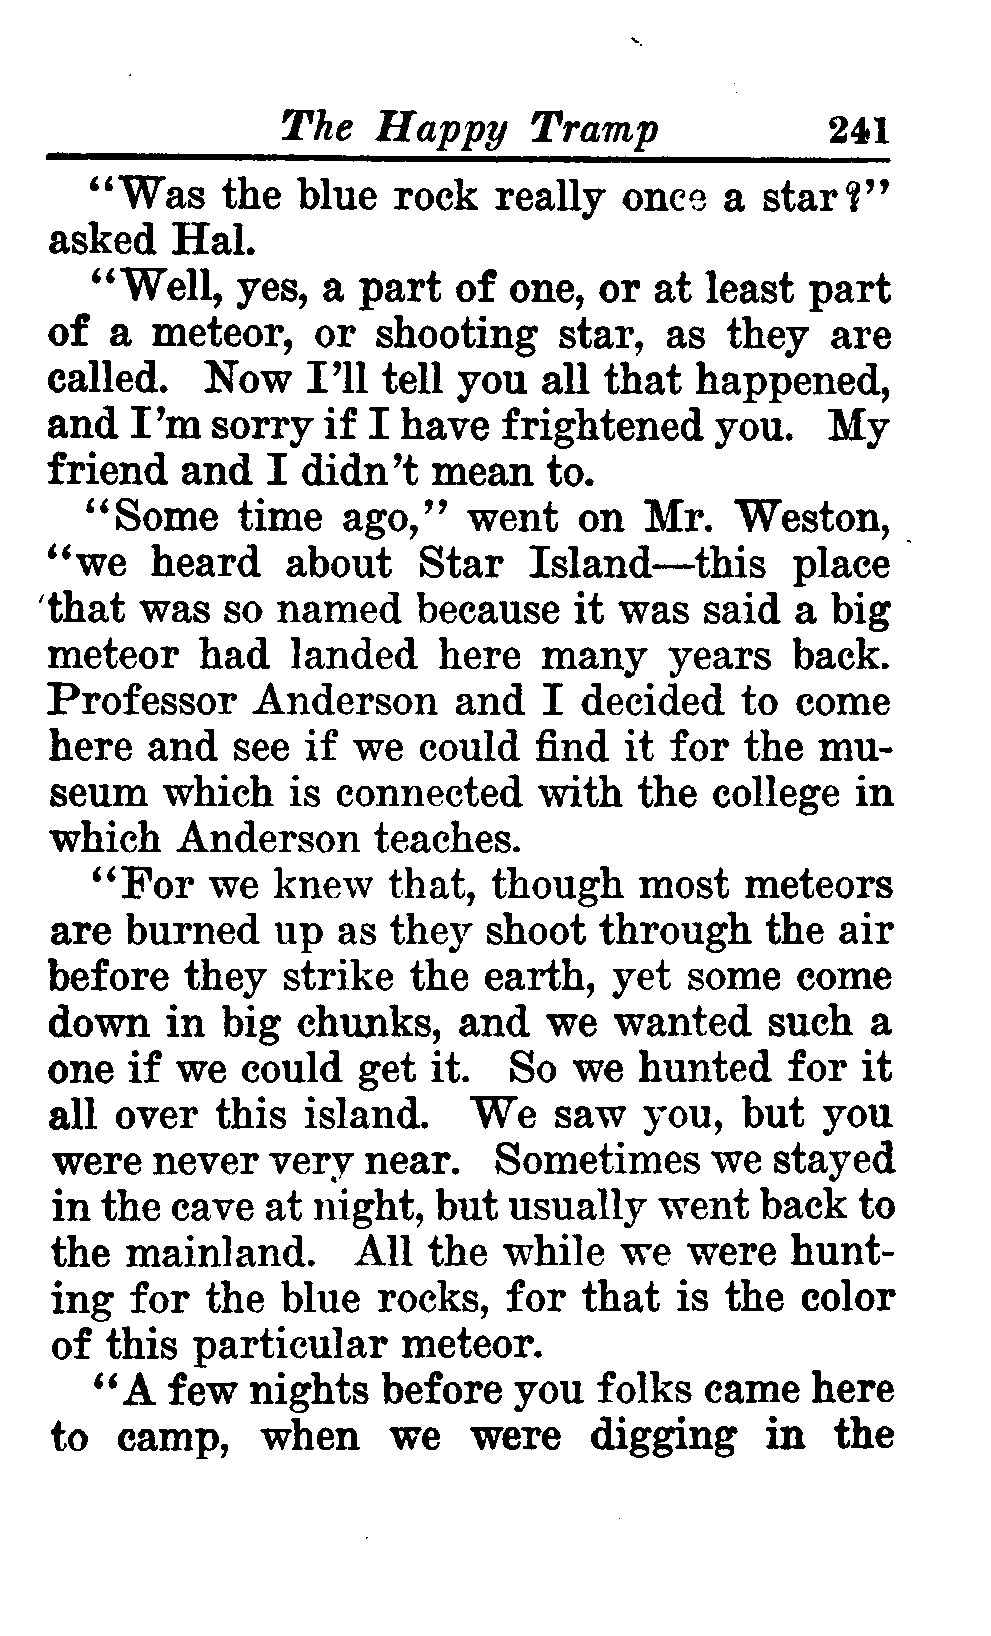 The Happy Tramp 241
“Was the blue rock really once a star?”
asked Hal.
“Well, yes, a part of one, or at least part
of a meteor, or shooting star, as they are
called. Now I’ll tell you all that happened,
and I’m sorry if I have frightened you. My
friend and I didn’t mean to.
“Some time ago,” went on Mr. Weston,
“we heard about Star Island—this place
that was so named because it was said a big
meteor had landed here many years back.
Professor Anderson and I decided to come
here and see if we could find it for the mu-
seum which is connected with the college in
which Anderson teaches.
“For we knew that, though most meteors
are burned up as they shoot through the air
before they strike the earth, yet some come
down in big chunks, and we wanted such a
one if we could get it. So we hunted for it
all over this island. We saw you, but you
were never very near. Sometimes we stayed
in the cave at night, but usually went back to
the mainland. All the while we were hunt-
ing for the blue rocks, for that is the color
of this particular meteor.
“A few nights before you folks came here
to camp, when we were digging in the